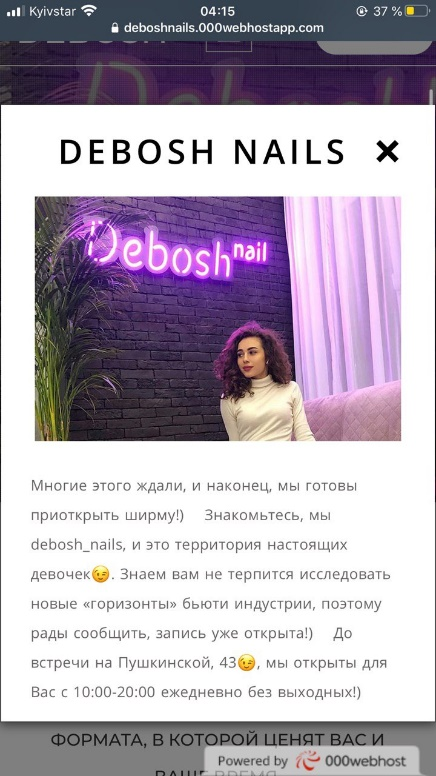 Kyivstar 04:15 37 %
deboshnails.000webhostapp.com
DEBOSH NAILS ×
Debosh nail
Многие этого ждали, и наконец, мы готовы
приоткрыть ширму!) Знакомьтесь, мы
debosh_nails, и это территория настоящих
девочек😉. Знаем вам не терпится исследовать
новые «горизонты» бьюти индустрии, поэтому
рады сообщить, запись уже открыта!) До
встречи на Пушкинской, 43😉, мы открыты для
Вас с 10:00-20:00 ежедневно без выходных!)
ФОРМАТА, В КОТОРОЙ ЦЕНЯТ ВАС И
ВАШЕ ВРЕМЯ
Powered by 000webhost